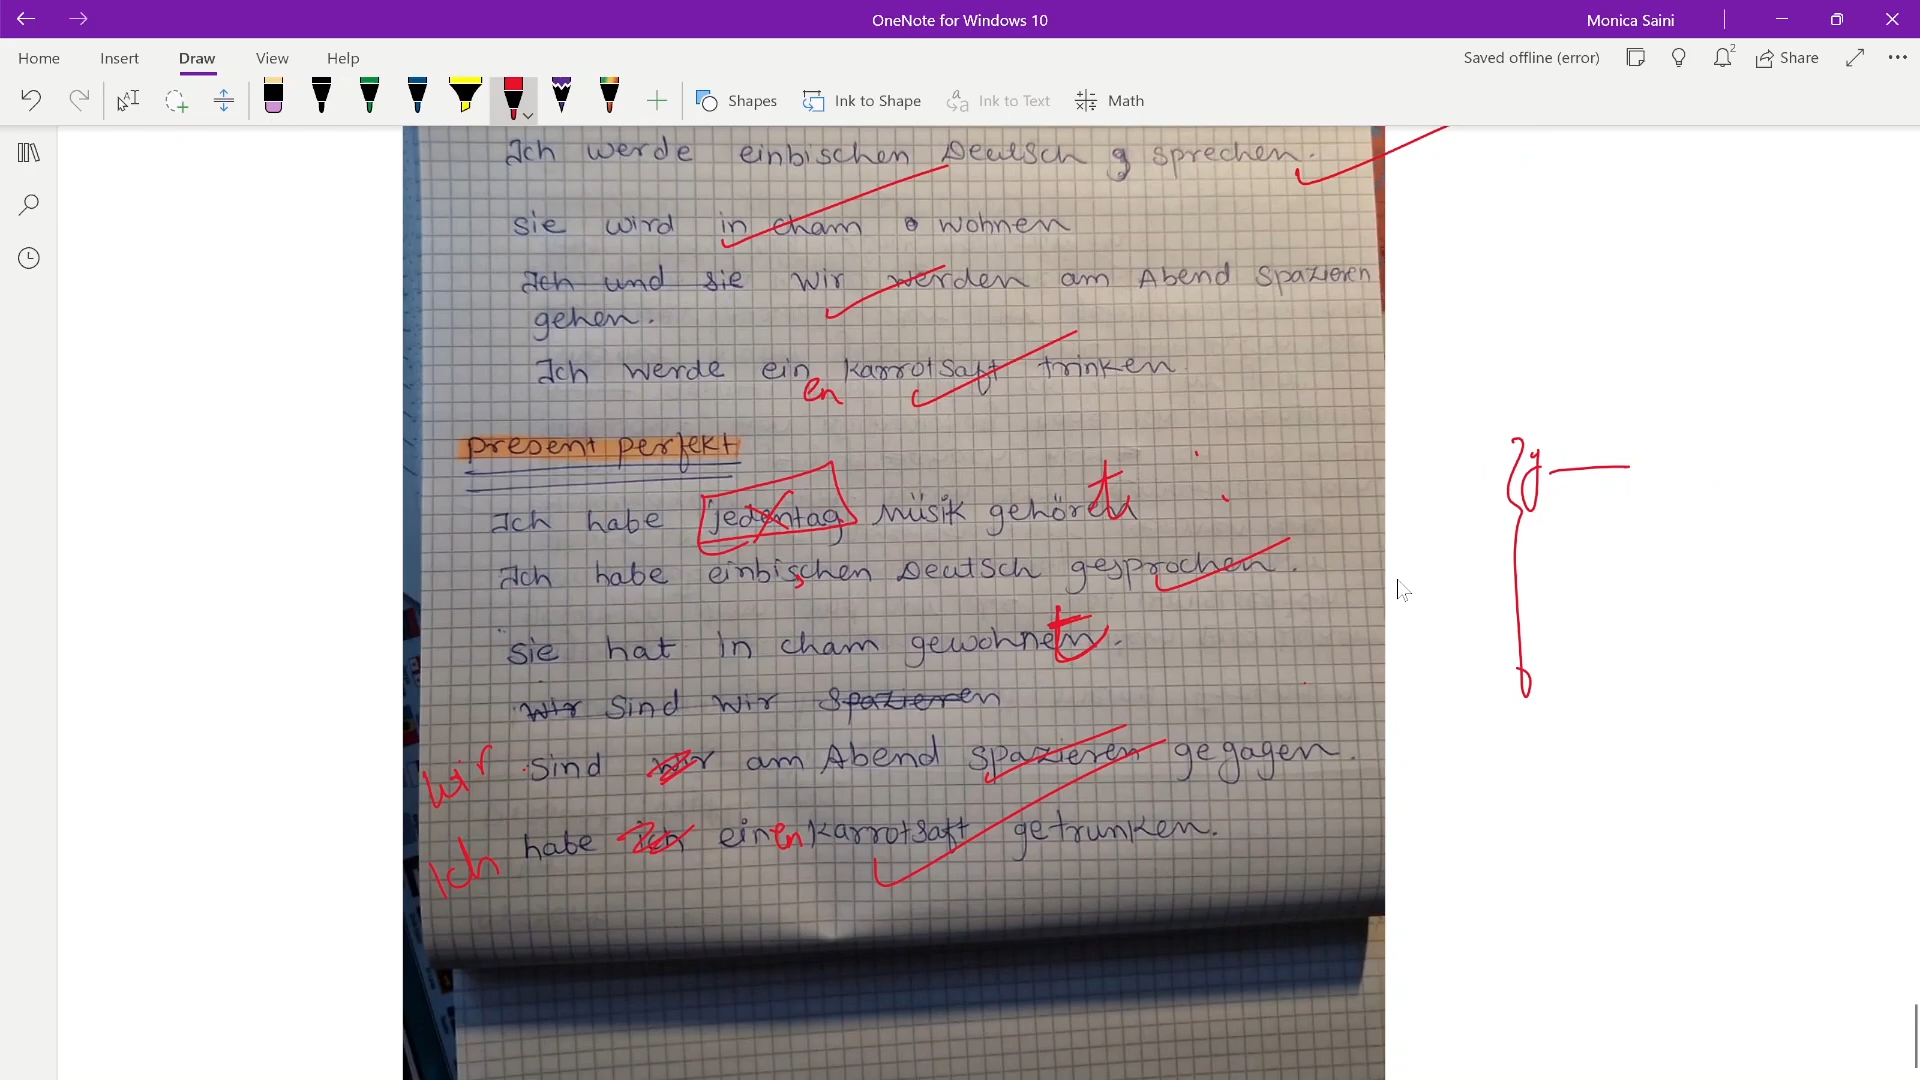 OneNote for Windows 10
Monica Saini
Home Insert Draw View Help
Saved offline (error)
2
Share
Shapes
Ink to Shape
Ink to Text
Math
Ich werde einbischen Deutsch g sprechen.
sie wird in cham wohnen
Ich und sie wir werden am Abend Spazieren
gehen.
Ich werde ein karrotsaft trinken
en
present perfekt
Ich habe jedentag Müsik gehöret
Ich habe einbischen Deutsch gesprochen.
sie hat in cham gewohnet.
wir Sind wir Spazieren
wir sind wir am Abend spazieren gegagen.
Ich habe ich einen karrotsaft getrunken.